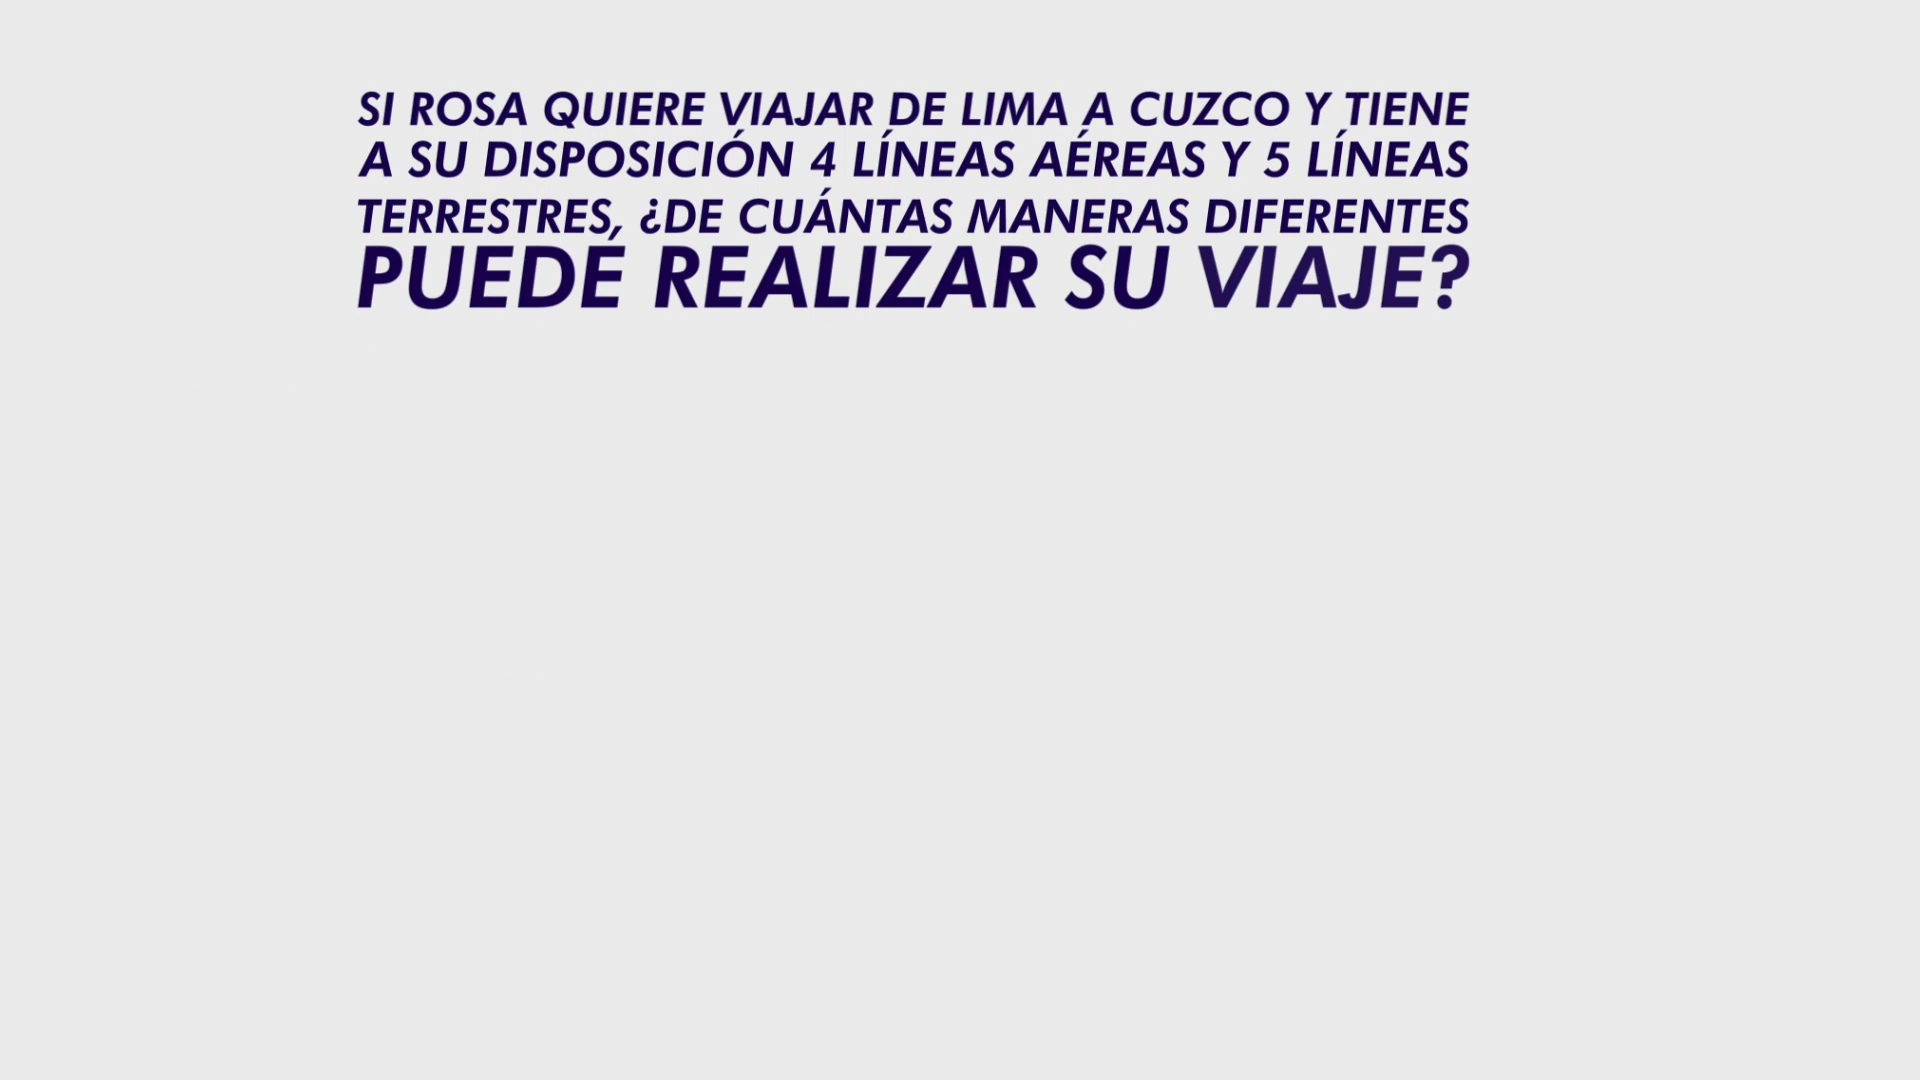 SI ROSA QUIERE VIAJAR DE LIMA A CUZCO Y TIENE
A SU DISPOSICIÓN 4 LÍNEAS AÉREAS Y 5 LÍNEAS
TERRESTRES, ¿DE CUÁNTAS MANERAS DIFERENTES
PUEDE REALIZAR SU VIAJE?